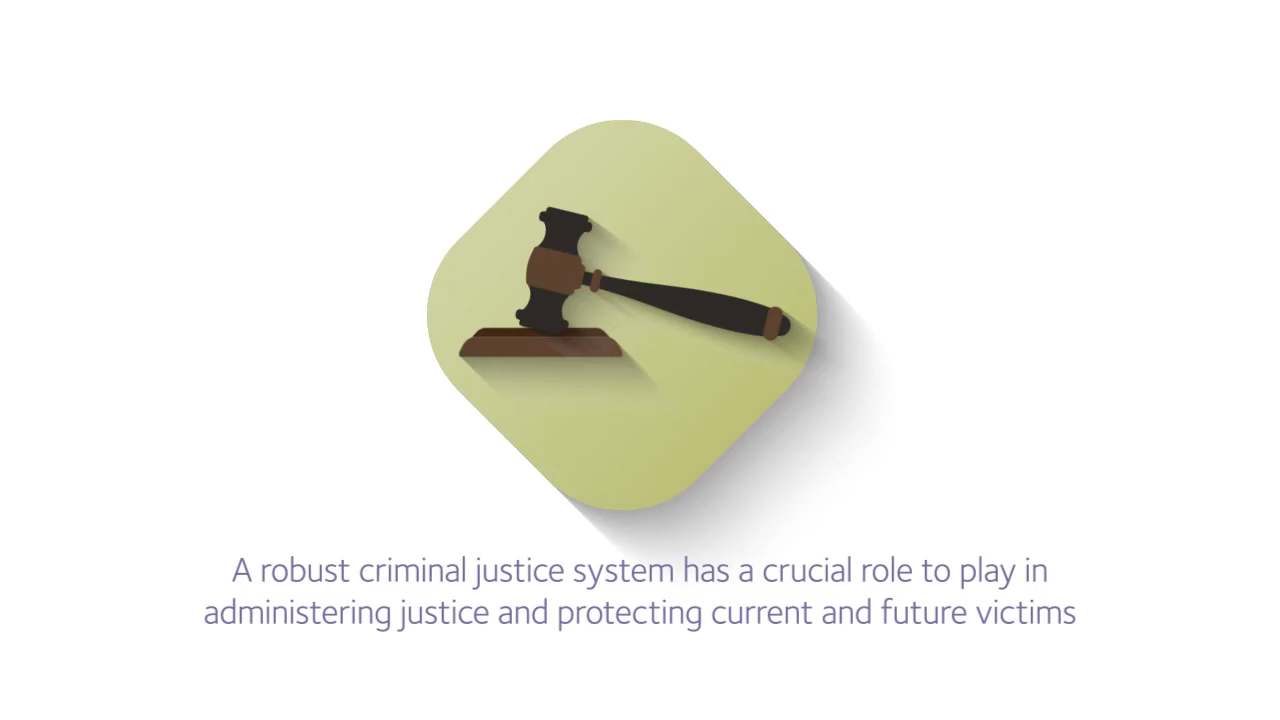 A robust criminal justice system has a crucial role to play in
administering justice and protecting current and future victims